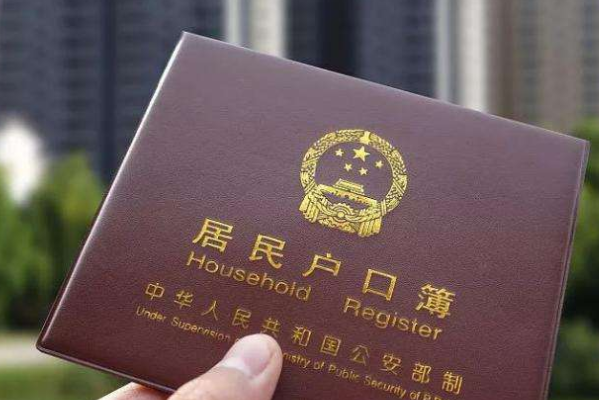 居民户口簿
Household Register
中华人民共和国公安部制
Under Supervision Ministry of Public Security of P.R.